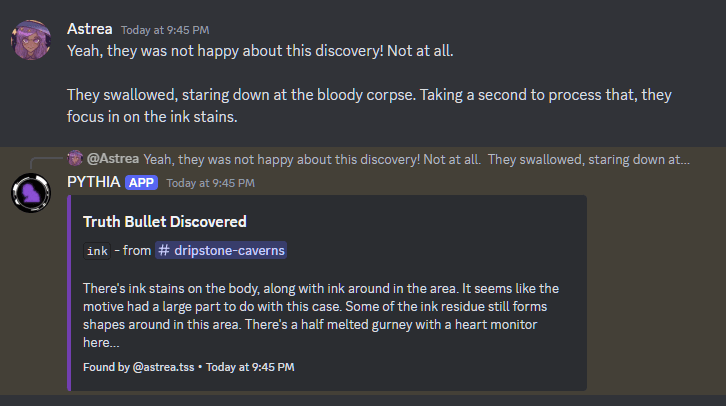 Astrea Today at 9:45 PM
Yeah, they was not happy about this discovery! Not at all.
They swallowed, staring down at the bloody corpse. Taking a second to process that, they
focus in on the ink stains.
@Astrea Yeah, they was not happy about this discovery! Not at all. They swallowed, staring down at...
PYTHIA APP Today at 9:45 PM
Truth Bullet Discovered
ink - from # dripstone-caverns
There's ink stains on the body, along with ink around in the area. It seems like the
motive had a large part to do with this case. Some of the ink residue still forms
shapes around in this area. There's a half melted gurney with a heart monitor
here...
Found by @astrea.tss • Today at 9:45 PM